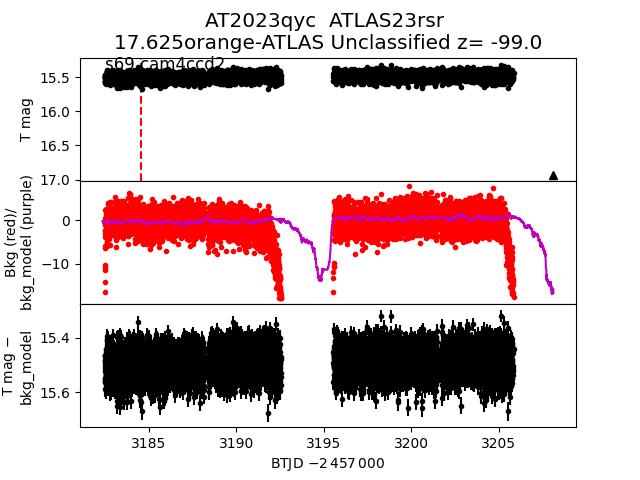 AT2023qyc  ATLAS23rsr
17.625orange-ATLAS Unclassified z= -99.0
s69 cam4ccd2
T mag
15.5
16.0
16.5
17.0
Bkg (red)/
bkg_model (purple)
0
−10
T mag −
bkg_model
15.4
15.6
3185
3190
3195
3200
3205
BTJD −2 457 000